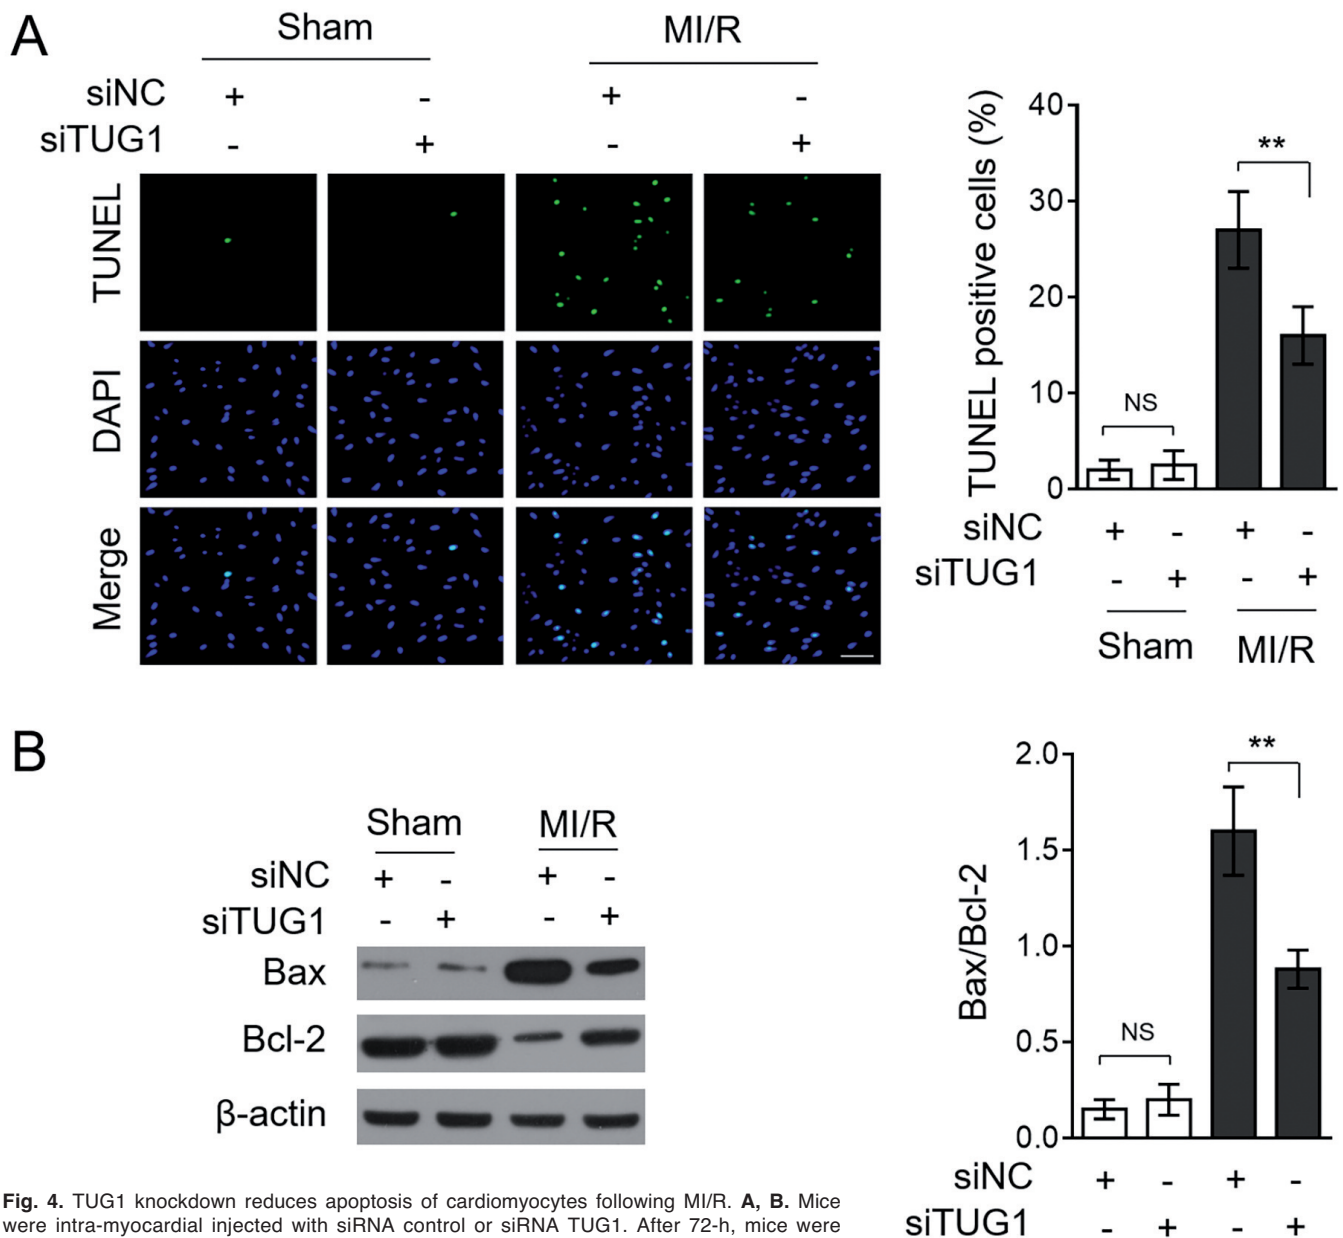 A
Sham MI/R
siNC + - + -
siTUG1 - + - +
TUNEL
DAPI
Merge
TUNEL positive cells (%)
40
30
20
10
0
NS
**
siNC + - + -
siTUG1 - + - +
Sham MI/R
B
Sham MI/R
siNC + - + -
siTUG1 - + - +
Bax
Bcl-2
β-actin
Bax/Bcl-2
2.0
1.5
1.0
0.5
0.0
NS
**
siNC + - + -
siTUG1 - + - +
Fig. 4. TUG1 knockdown reduces apoptosis of cardiomyocytes following MI/R. A, B. Mice
were intra-myocardial injected with siRNA control or siRNA TUG1. After 72-h, mice were